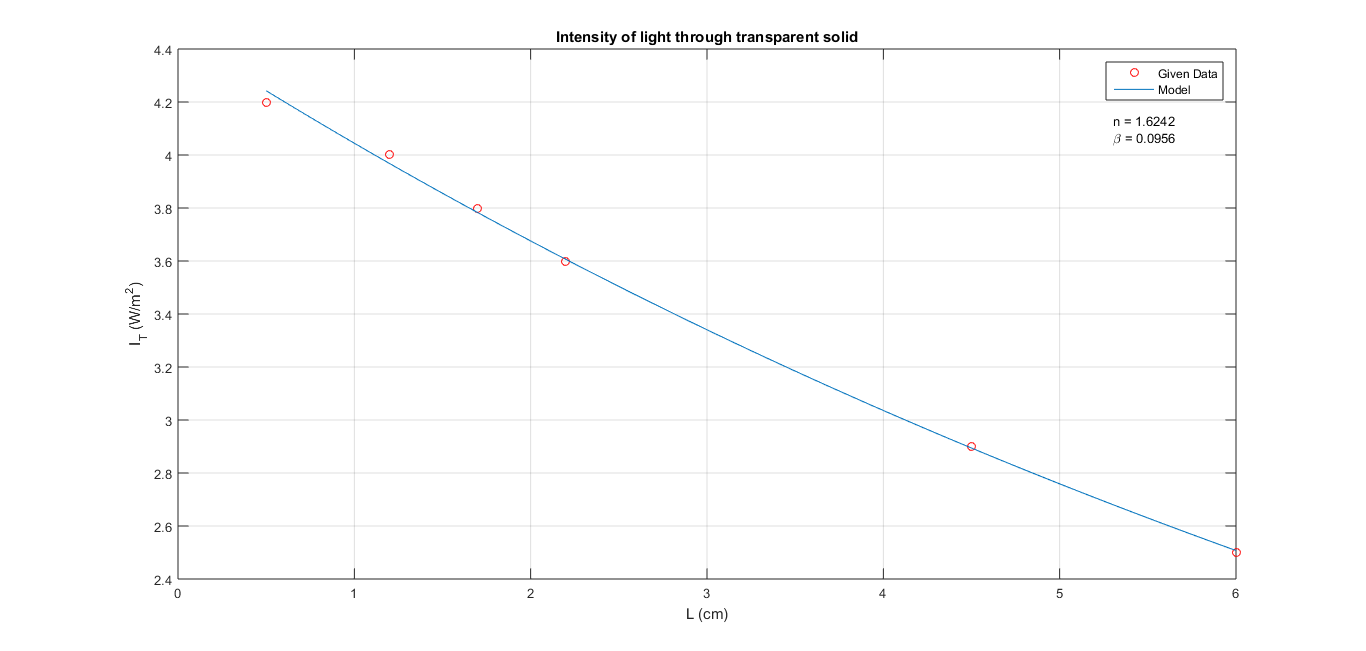 Intensity of light through transparent solid
4.4
4.2
4
3.8
3.6
3.4
3.2
3
2.8
2.6
2.4
I_T (W/m²)
Given Data
Model
n = 1.6242
β = 0.0956
0 1 2 3 4 5 6
L (cm)